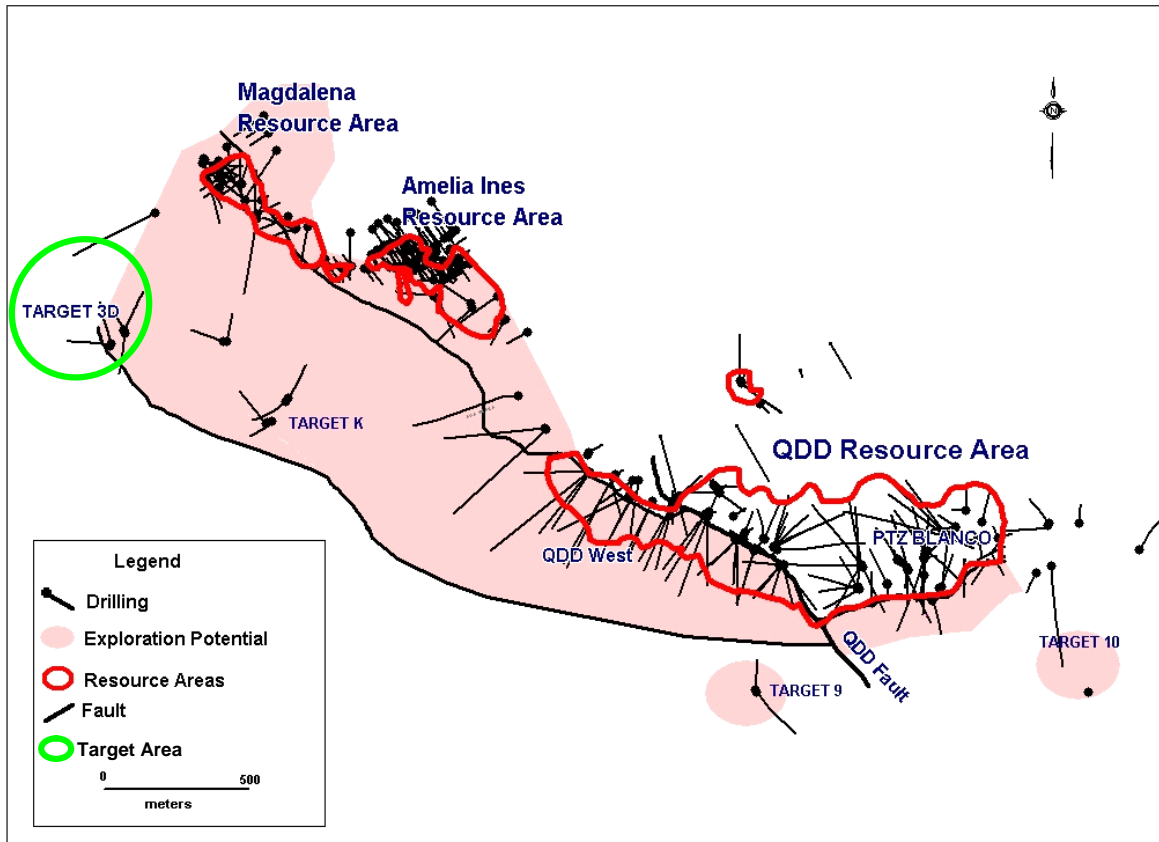 Magdalena
Resource Area
Amelia Ines
Resource Area
N
TARGET 3D
TARGET K
QDD Resource Area
PTZ BLANCO
QDD West
QDD Fault
TARGET 10
TARGET 9
Legend
Drilling
Exploration Potential
Resource Areas
Fault
Target Area
0 500
meters